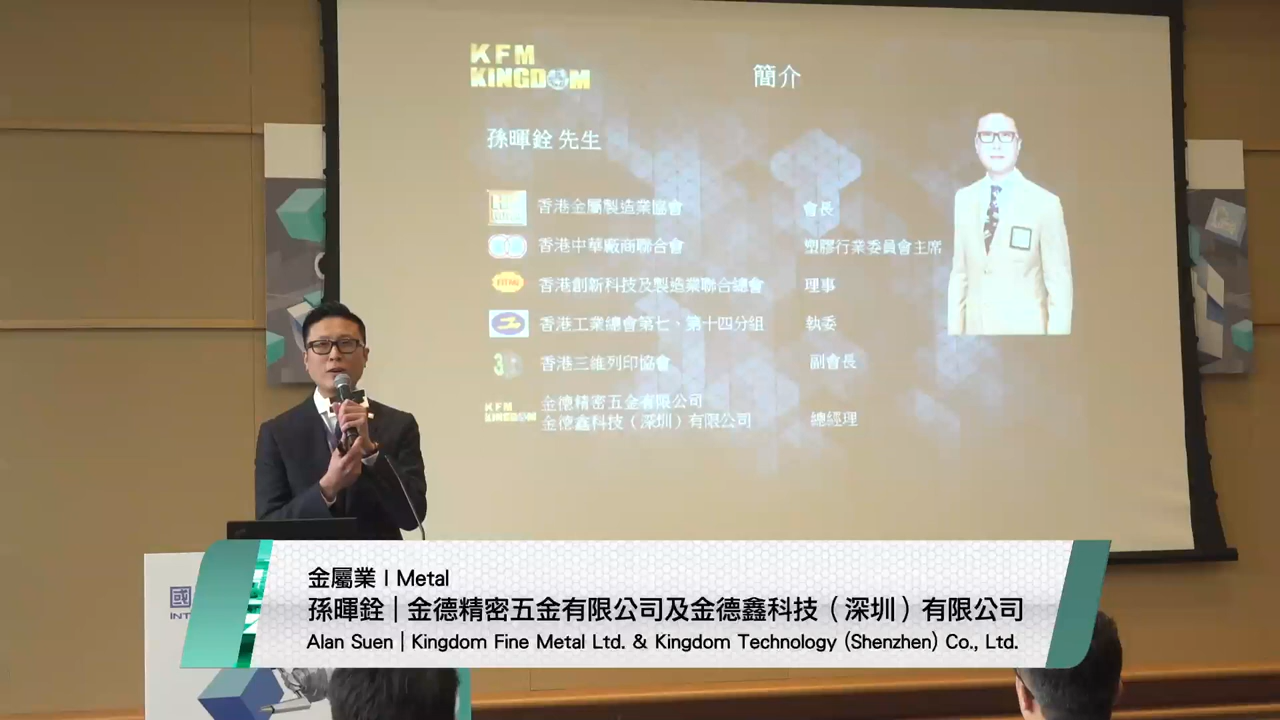 KFM
KINGDOM
簡介
孫暉銓 先生
香港金屬製造業協會 會長
香港中華廠商聯合會 塑膠行業委員會主席
香港創新科技及製造業聯合總會 理事
香港工業總會第七、第十四分組 執委
香港三維列印協會 副會長
KFM
KINGDOM
金德精密五金有限公司
金德鑫科技（深圳）有限公司 總經理
國
INT
金屬業 | Metal
孫暉銓 | 金德精密五金有限公司及金德鑫科技（深圳）有限公司
Alan Suen | Kingdom Fine Metal Ltd. & Kingdom Technology (Shenzhen) Co., Ltd.